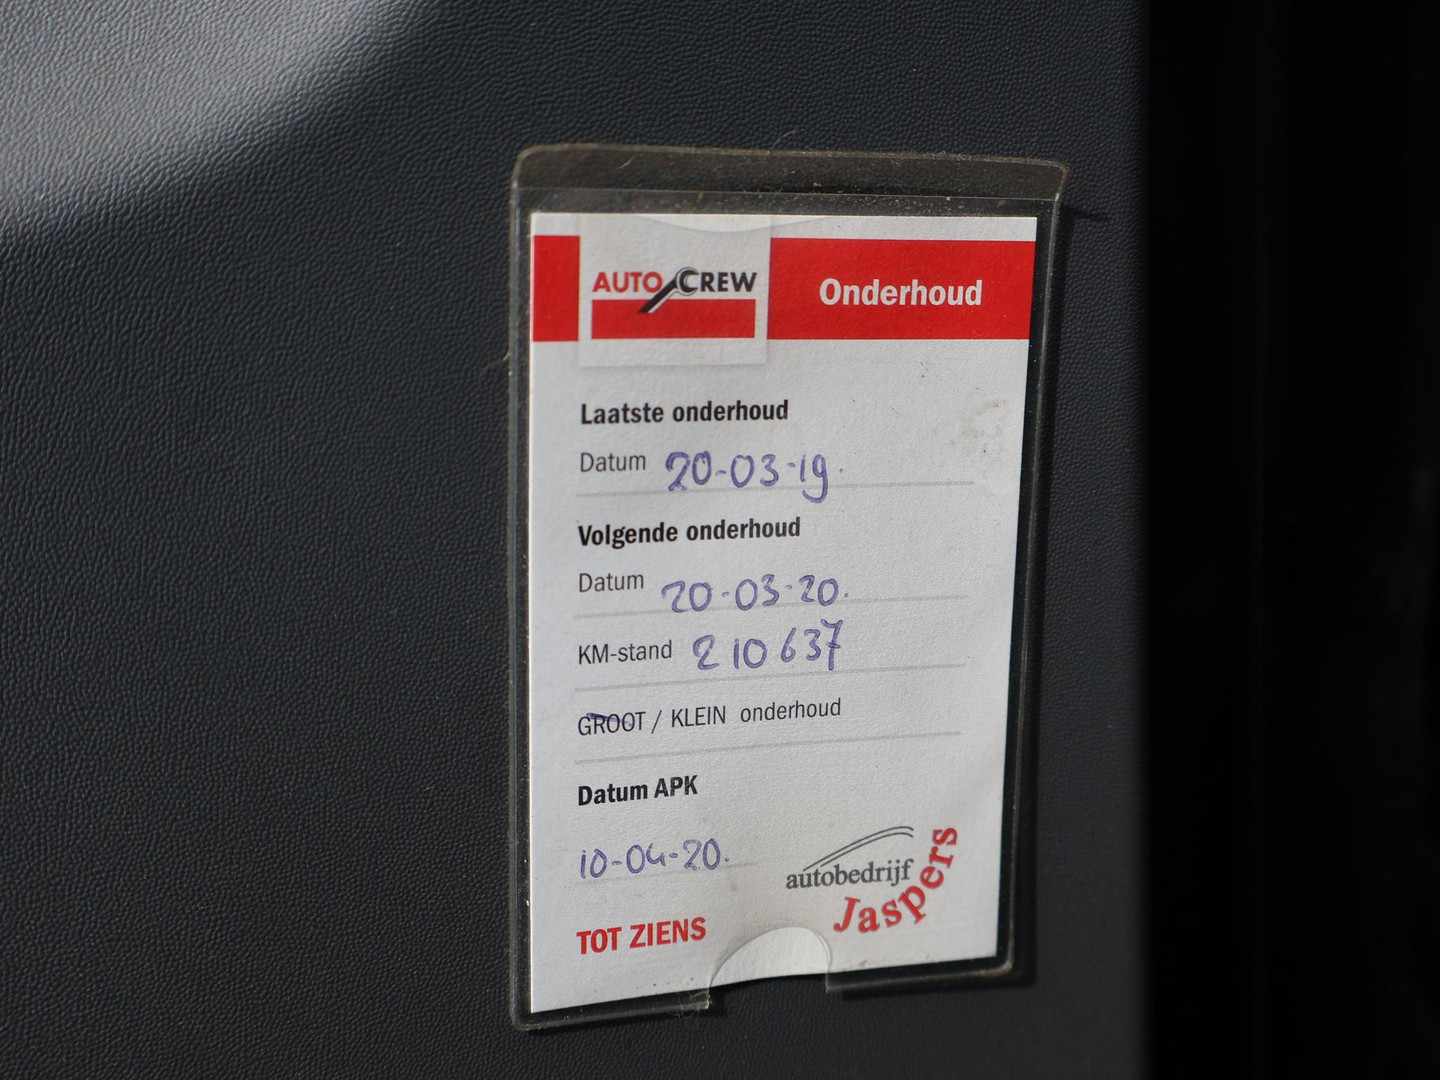 AUTO CREW
Onderhoud
Laatste onderhoud
Datum 20-03-19.
Volgende onderhoud
Datum 20-03-20.
KM-stand 210637
GROOT / KLEIN onderhoud
Datum APK
10-04-20.
autobedrijf
Jaspers
TOT ZIENS